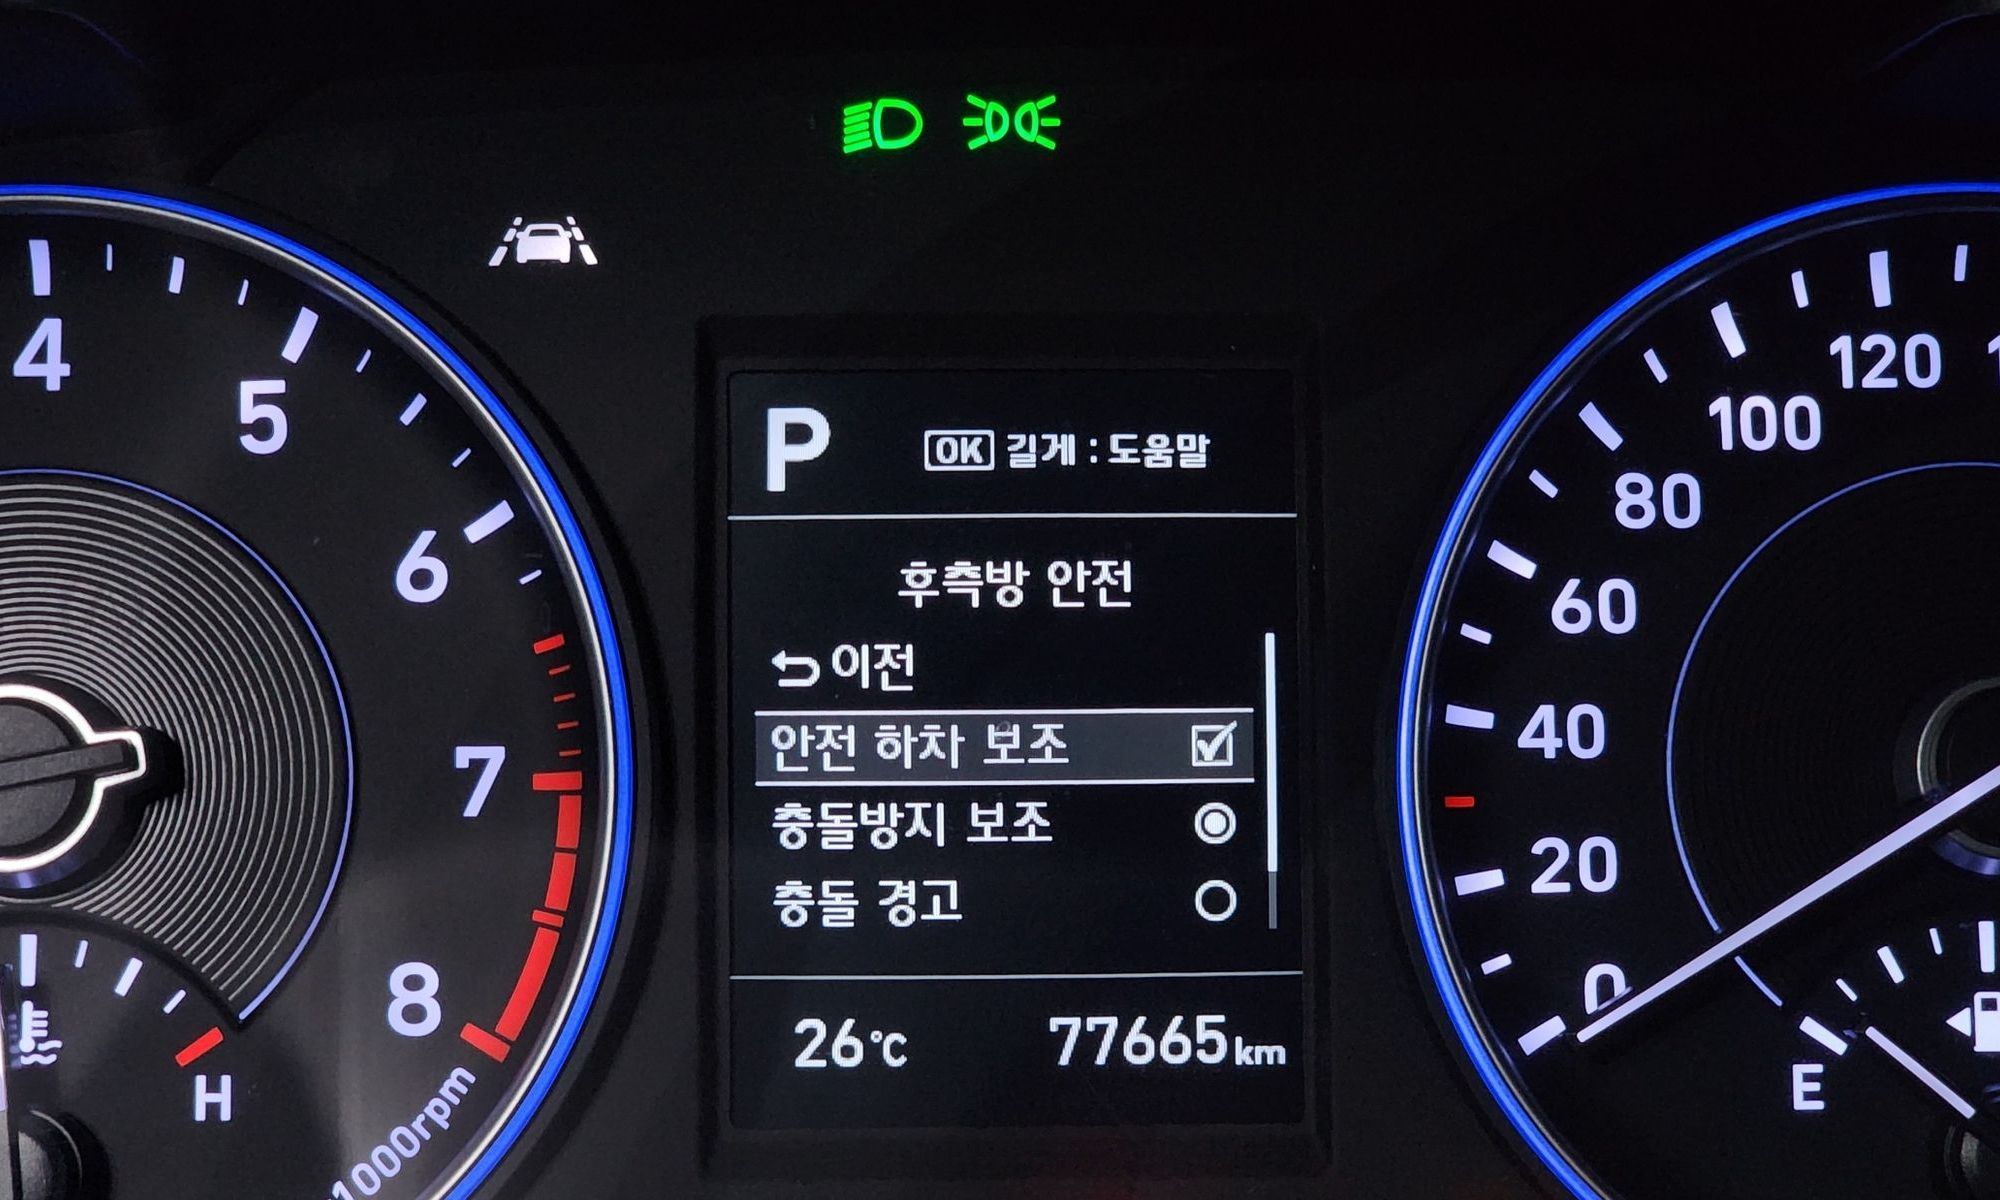 P
OK 길게 : 도움말
후측방 안전
이전
안전 하차 보조
충돌방지 보조
충돌 경고
26°C 77665km
4
5
6
7
8
1000rpm
H
120
100
80
60
40
20
0
E